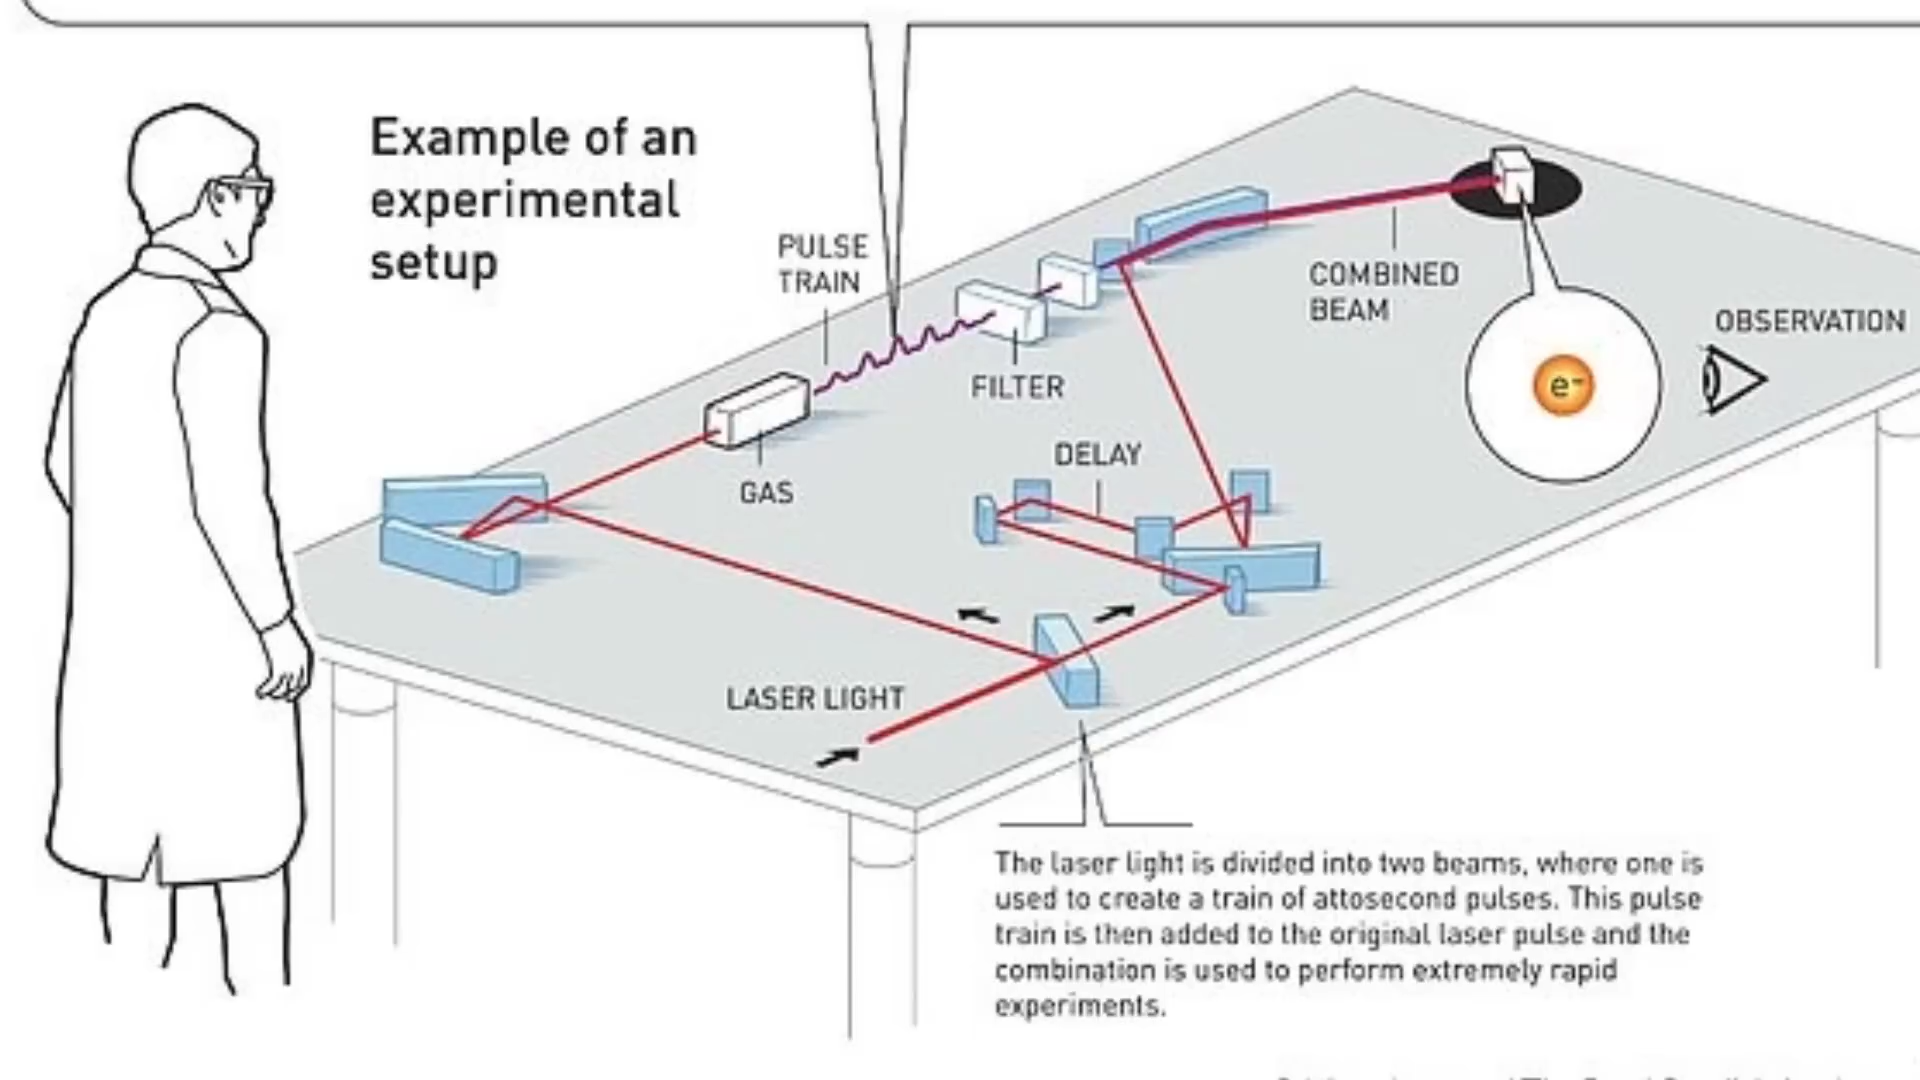 Example of an
experimental
setup
PULSE
TRAIN
FILTER
GAS
DELAY
COMBINED
BEAM
OBSERVATION
e⁻
LASER LIGHT
The laser light is divided into two beams, where one is
used to create a train of attosecond pulses. This pulse
train is then added to the original laser pulse and the
combination is used to perform extremely rapid
experiments.